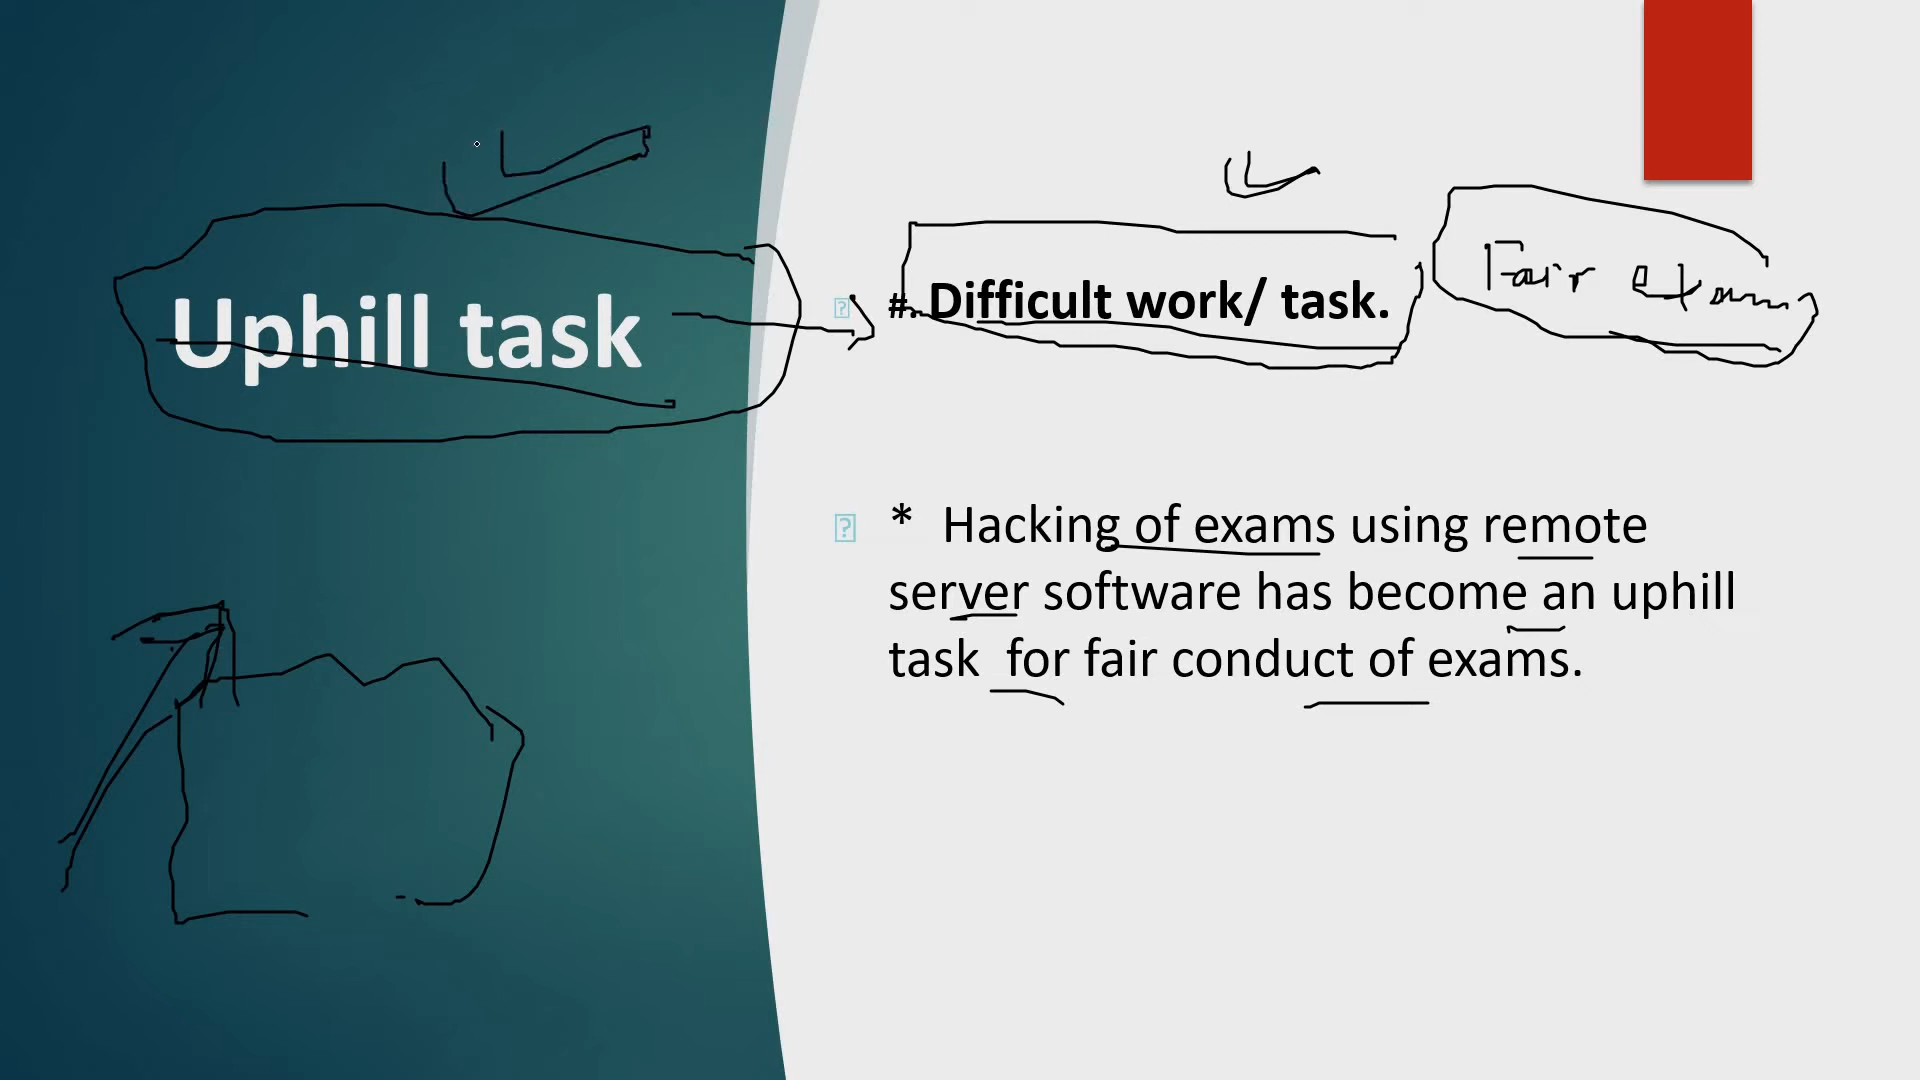 Uphill task
#. Difficult work/ task.
Fair exam
* Hacking of exams using remote
server software has become an uphill
task for fair conduct of exams.